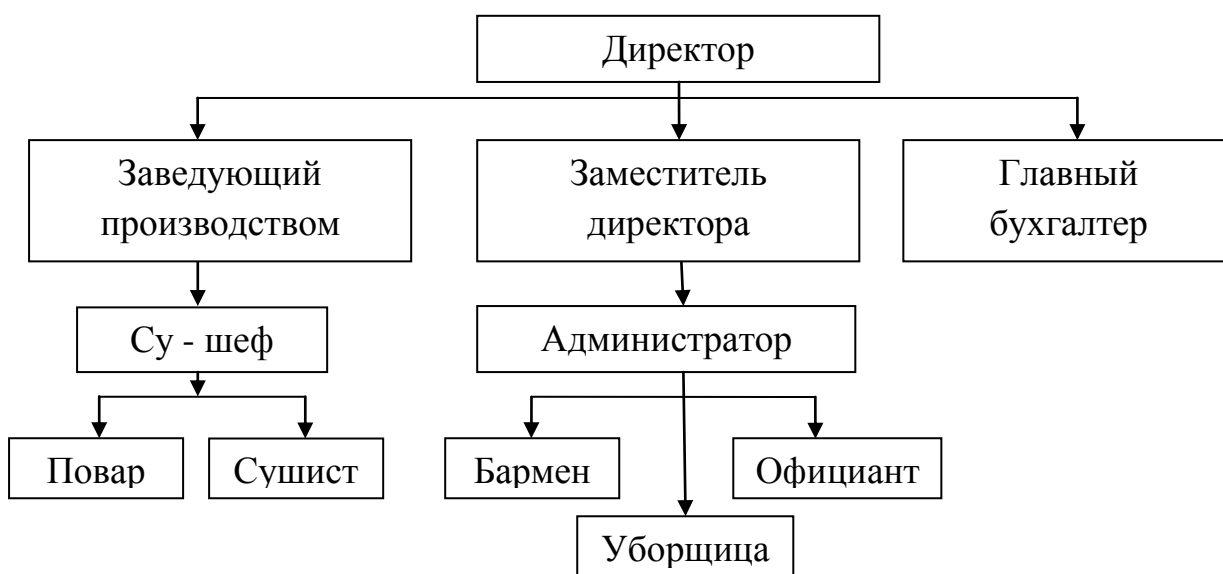 Директор
Заведующий
производством
Заместитель
директора
Главный
бухгалтер
Су - шеф
Администратор
Повар
Сушист
Бармен
Официант
Уборщица